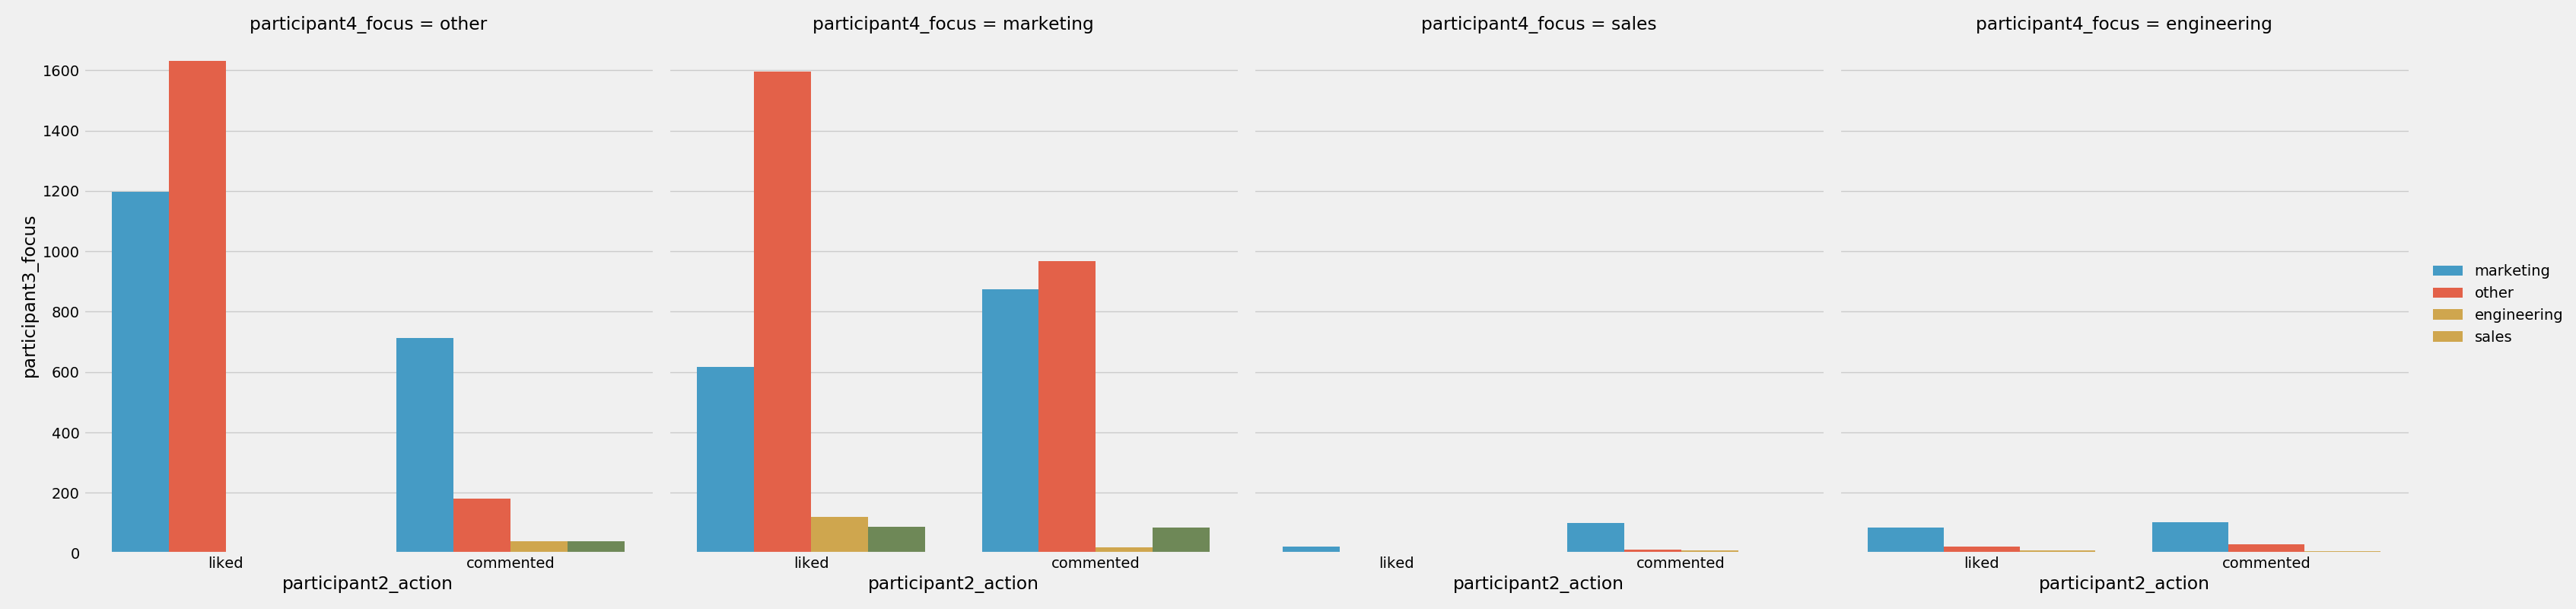 participant4_focus = other
participant4_focus = marketing
participant4_focus = sales
participant4_focus = engineering
participant3_focus
1600
1400
1200
1000
800
600
400
200
0
liked
commented
liked
commented
liked
commented
liked
commented
participant2_action
participant2_action
participant2_action
participant2_action
marketing
other
engineering
sales